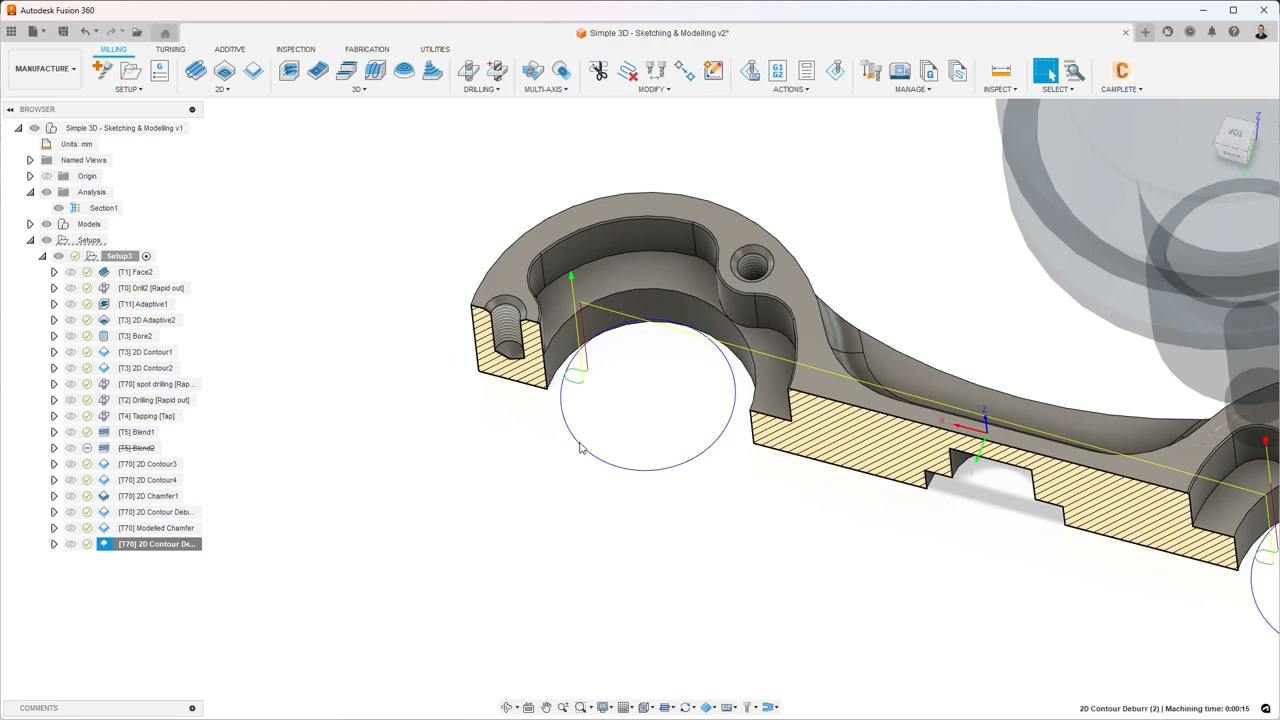 Autodesk Fusion 360
Simple 3D - Sketching & Modelling v2*
MILLING TURNING ADDITIVE INSPECTION FABRICATION UTILITIES
MANUFACTURE
SETUP 2D 3D DRILLING MULTI-AXIS MODIFY ACTIONS MANAGE INSPECT SELECT CAMPLETE
G1
G2
BROWSER
Simple 3D - Sketching & Modelling v1
Units: mm
Named Views
Origin
Analysis
Section1
Models
Setups
Setup3
[T1] Face2
[T0] Drill2 [Rapid out]
[T11] Adaptive1
[T3] 2D Adaptive2
[T3] Bore2
[T3] 2D Contour1
[T3] 2D Contour2
[T70] spot drilling [Rap...
[T2] Drilling [Rapid out]
[T4] Tapping [Tap]
[T5] Blend1
[T5] Blend2
[T70] 2D Contour3
[T70] 2D Contour4
[T70] 2D Chamfer1
[T70] 2D Contour Debu...
[T70] Modelled Chamfer
[T70] 2D Contour De...
Z
TOP
Z
X
COMMENTS
2D Contour Deburr (2) | Machining time: 0:00:15